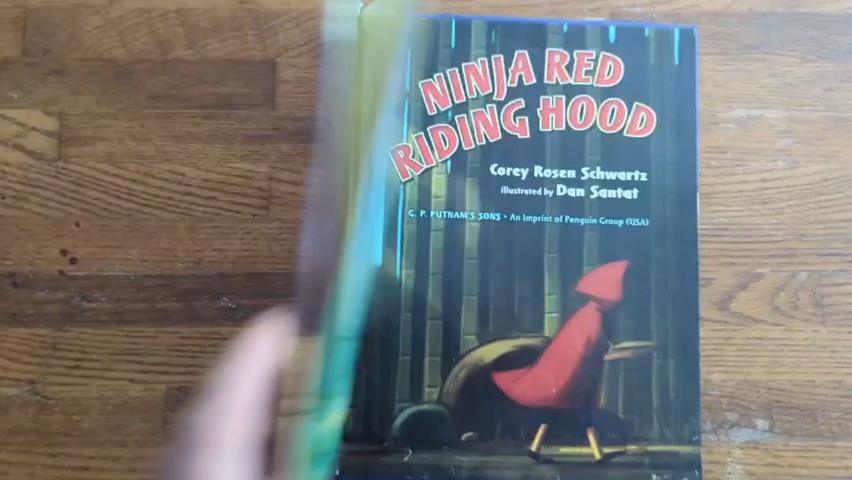 NINJA RED
RIDING HOOD
Corey Rosen Schwartz
illustrated by Dan Santat
G. P. PUTNAM'S SONS • An Imprint of Penguin Group (USA)